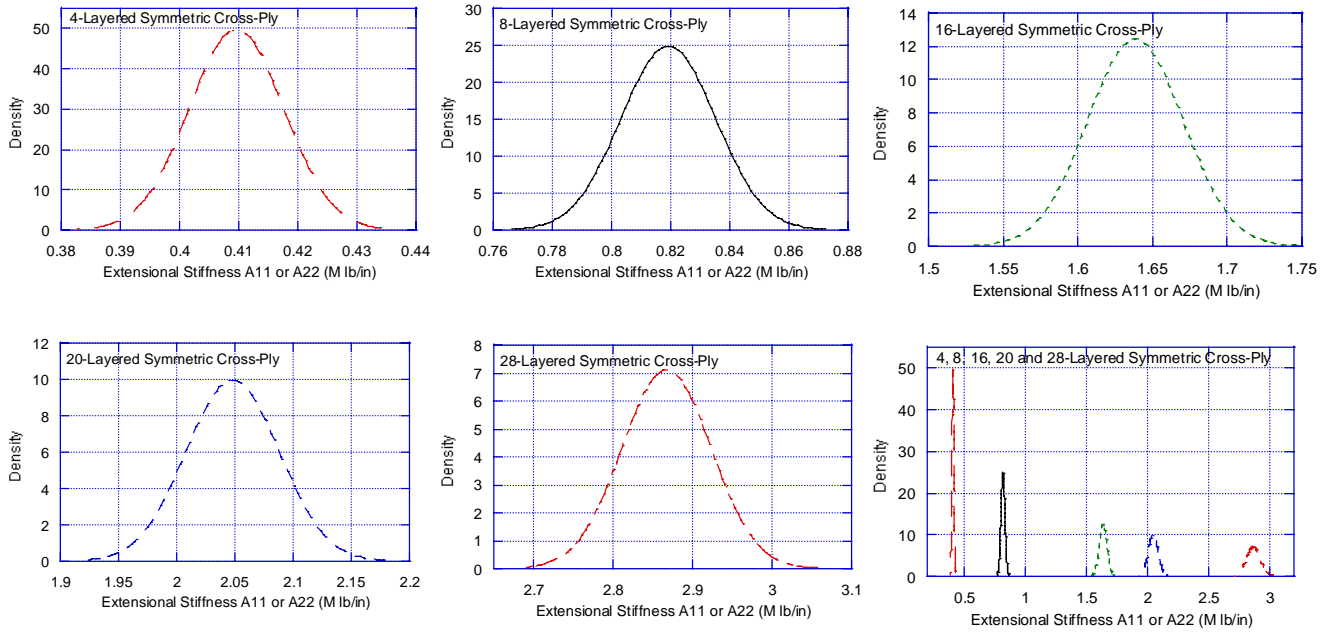 4-Layered Symmetric Cross-Ply
50
40
30
20
10
0
Density
0.38 0.39 0.4 0.41 0.42 0.43 0.44
Extensional Stiffness A11 or A22 (M lb/in)
8-Layered Symmetric Cross-Ply
30
25
20
15
10
5
0
Density
0.76 0.78 0.8 0.82 0.84 0.86 0.88
Extensional Stiffness A11 or A22 (M lb/in)
16-Layered Symmetric Cross-Ply
14
12
10
8
6
4
2
0
Density
1.5 1.55 1.6 1.65 1.7 1.75
Extensional Stiffness A11 or A22 (M lb/in)
20-Layered Symmetric Cross-Ply
12
10
8
6
4
2
0
Density
1.9 1.95 2 2.05 2.1 2.15 2.2
Extensional Stiffness A11 or A22 (M lb/in)
28-Layered Symmetric Cross-Ply
8
7
6
5
4
3
2
1
0
Density
2.7 2.8 2.9 3 3.1
Extensional Stiffness A11 or A22 (M lb/in)
4, 8, 16, 20 and 28-Layered Symmetric Cross-Ply
50
40
30
20
10
0
Density
0.5 1 1.5 2 2.5 3
Extensional Stiffness A11 or A22 (M lb/in)